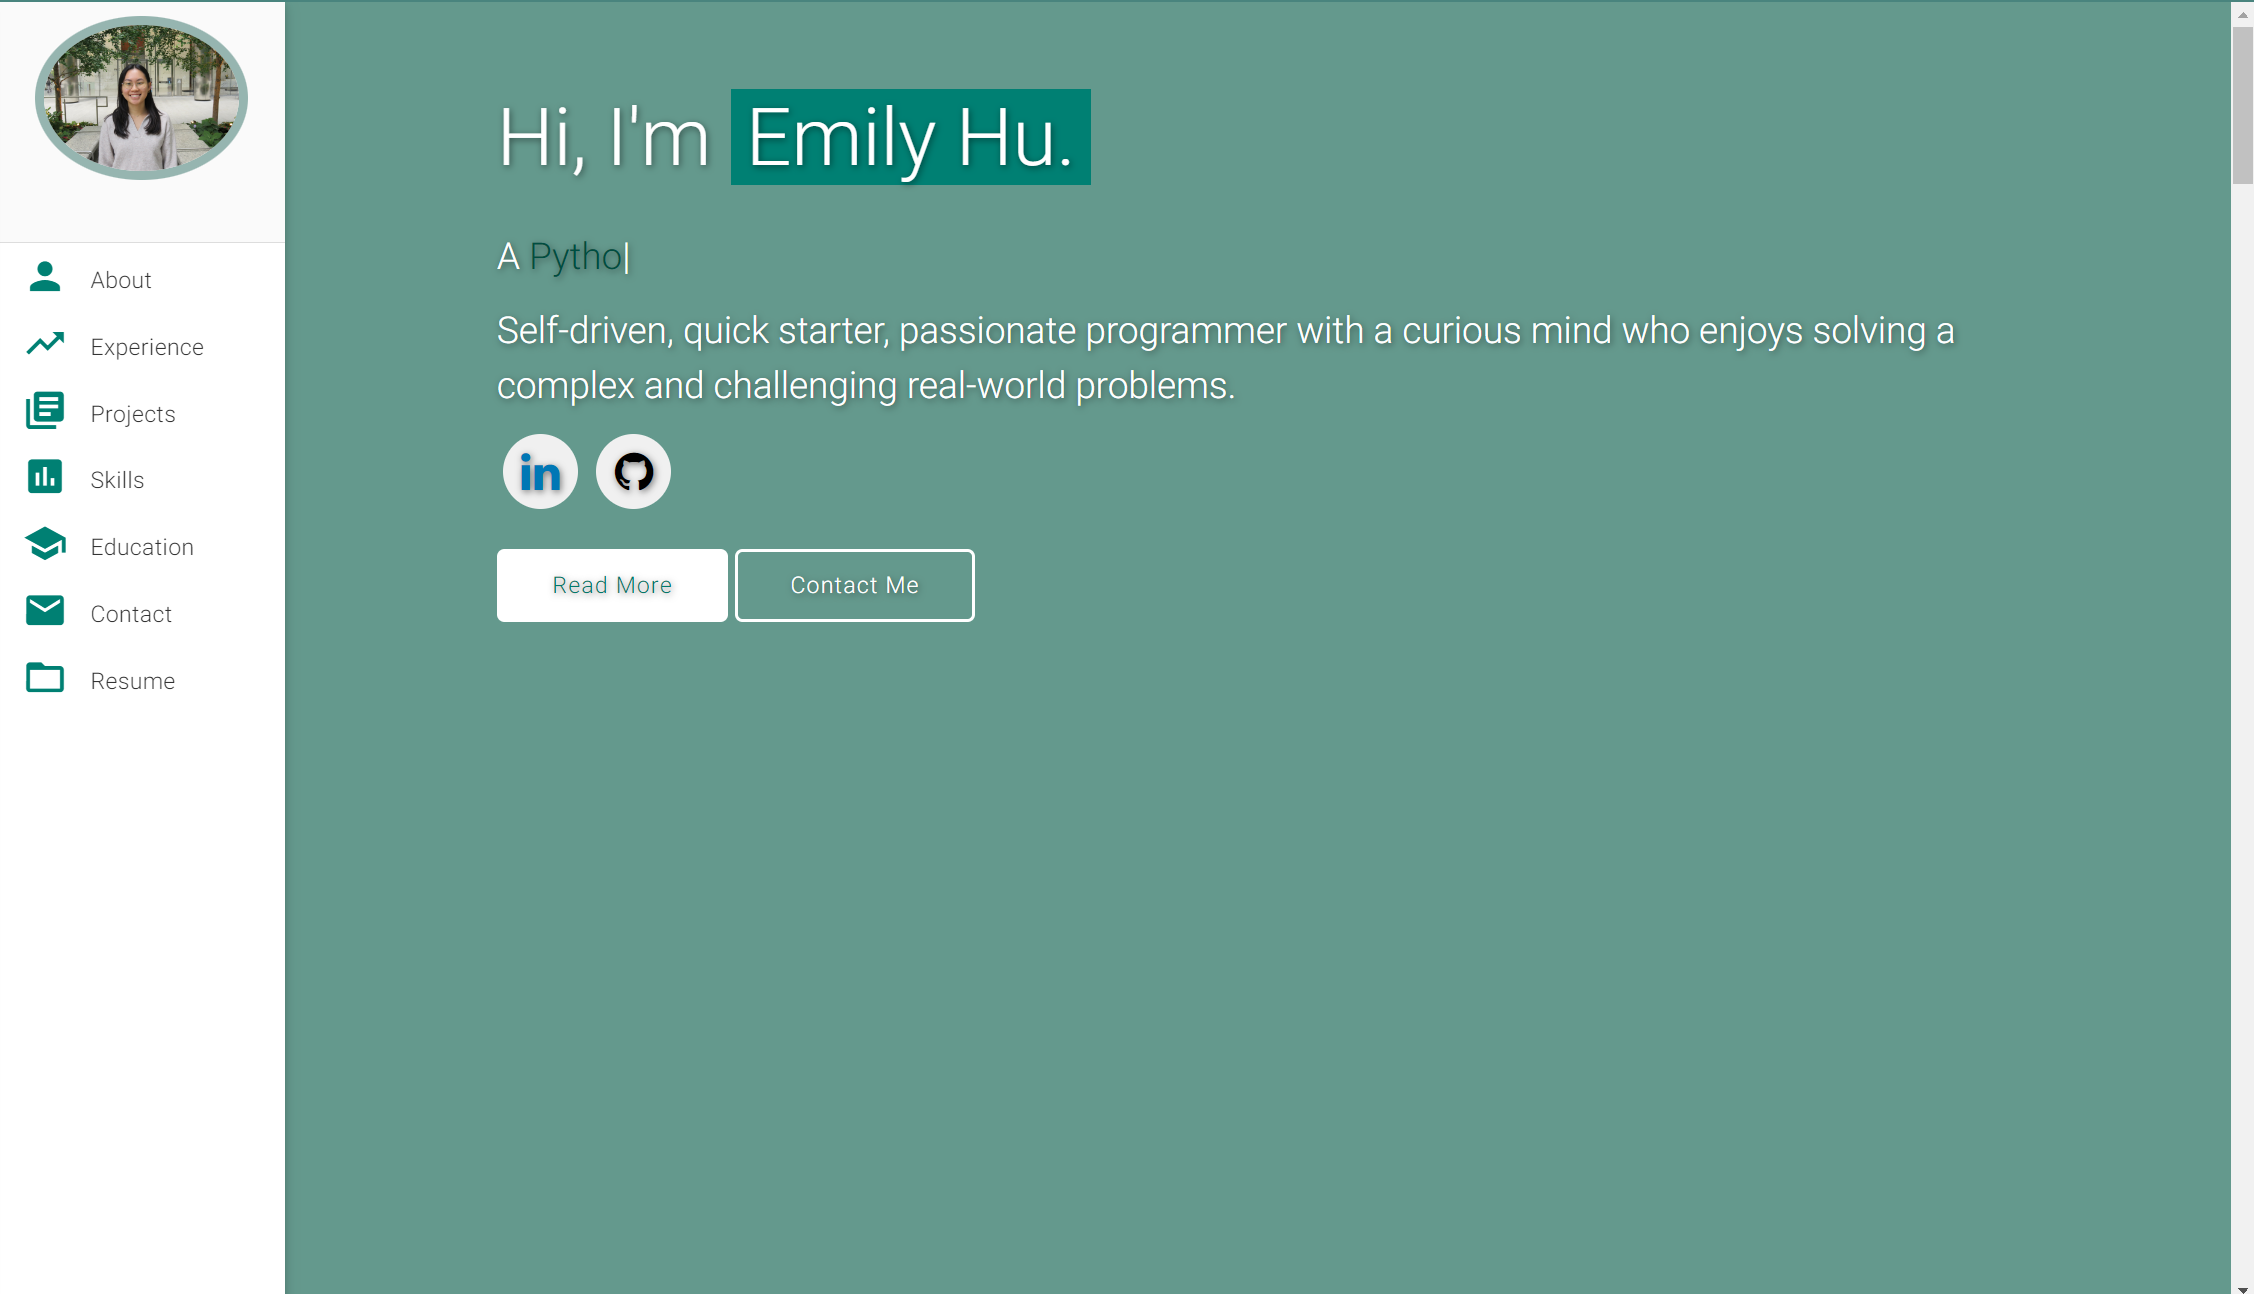 Hi, I'm Emily Hu.
A Pytho|
Self-driven, quick starter, passionate programmer with a curious mind who enjoys solving a
complex and challenging real-world problems.
in
Read More
Contact Me
About
Experience
Projects
Skills
Education
Contact
Resume